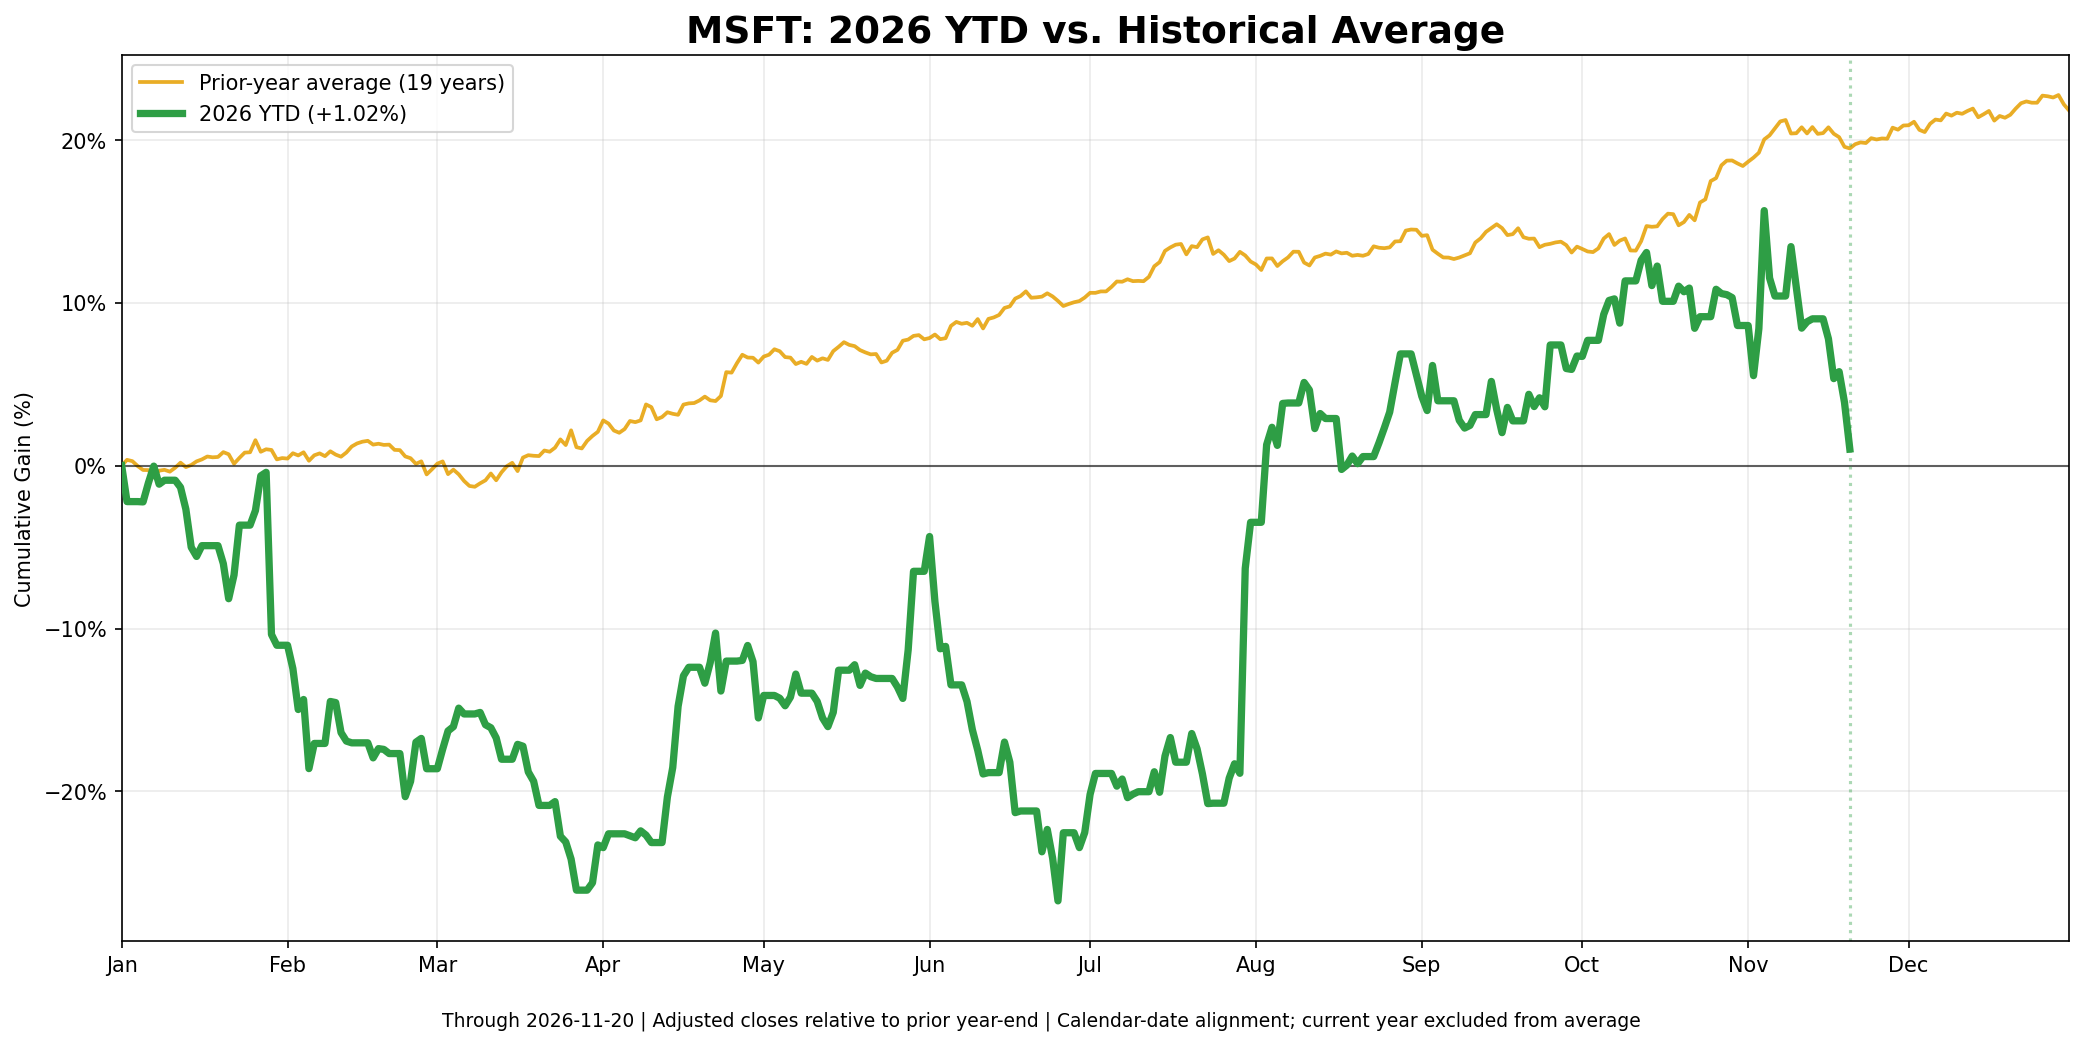 MSFT: 2026 YTD vs. Historical Average
Prior-year average (19 years)
2026 YTD (+1.02%)
Cumulative Gain (%)
20%
10%
0%
−10%
−20%
Jan Feb Mar Apr May Jun Jul Aug Sep Oct Nov Dec
Through 2026-11-20 | Adjusted closes relative to prior year-end | Calendar-date alignment; current year excluded from average